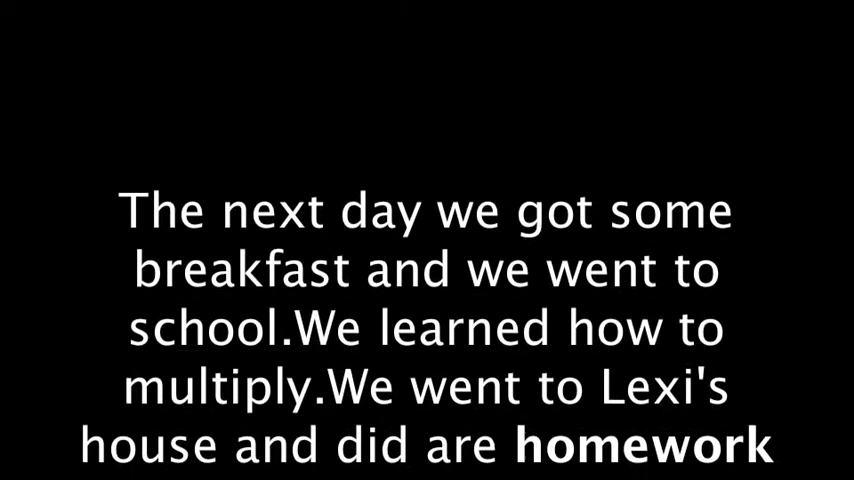 The next day we got some
breakfast and we went to
school.We learned how to
multiply.We went to Lexi's
house and did are homework